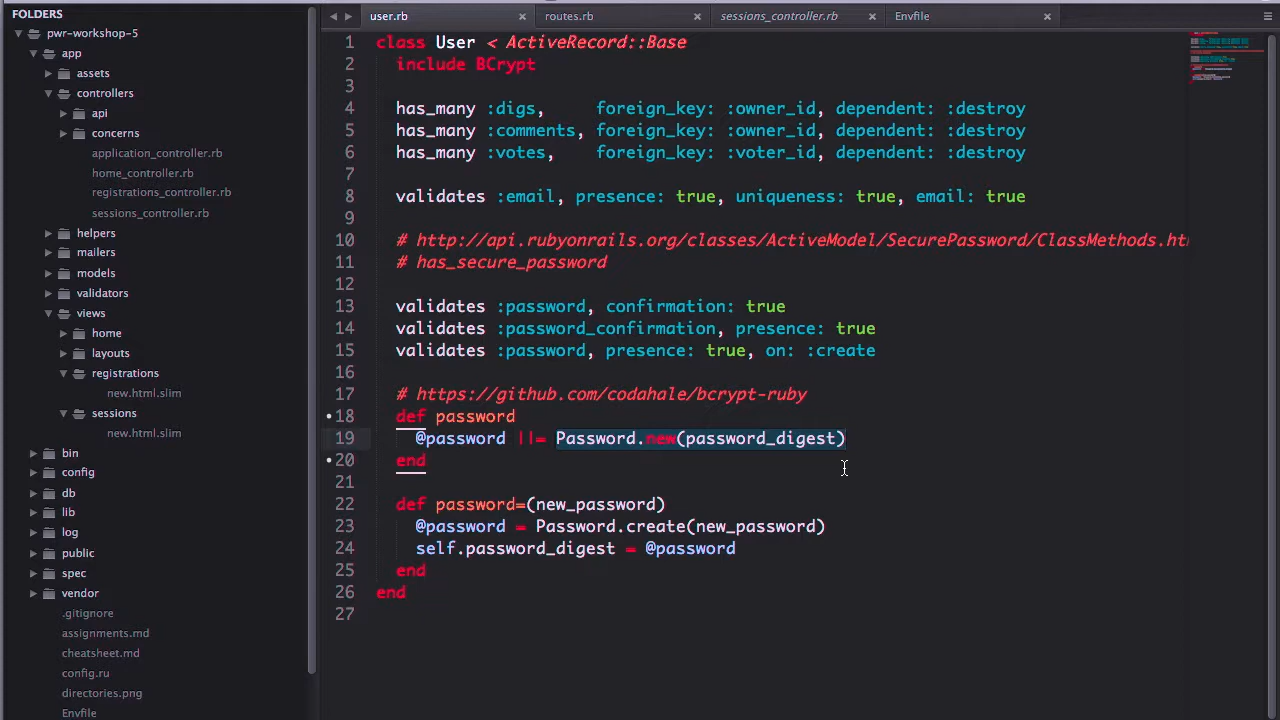 FOLDERS
pwr-workshop-5
app
assets
controllers
api
concerns
application_controller.rb
home_controller.rb
registrations_controller.rb
sessions_controller.rb
helpers
mailers
models
validators
views
home
layouts
registrations
new.html.slim
sessions
new.html.slim
bin
config
db
lib
log
public
spec
vendor
.gitignore
assignments.md
cheatsheet.md
config.ru
directories.png
Envfile
user.rb routes.rb sessions_controller.rb Envfile
1 class User < ActiveRecord::Base
2 include BCrypt
3
4 has_many :digs, foreign_key: :owner_id, dependent: :destroy
5 has_many :comments, foreign_key: :owner_id, dependent: :destroy
6 has_many :votes, foreign_key: :voter_id, dependent: :destroy
7
8 validates :email, presence: true, uniqueness: true, email: true
9
10 # http://api.rubyonrails.org/classes/ActiveModel/SecurePassword/ClassMethods.ht
11 # has_secure_password
12
13 validates :password, confirmation: true
14 validates :password_confirmation, presence: true
15 validates :password, presence: true, on: :create
16
17 # https://github.com/codahale/bcrypt-ruby
18 def password
19 @password ||= Password.new(password_digest)
20 end
21
22 def password=(new_password)
23 @password = Password.create(new_password)
24 self.password_digest = @password
25 end
26 end
27